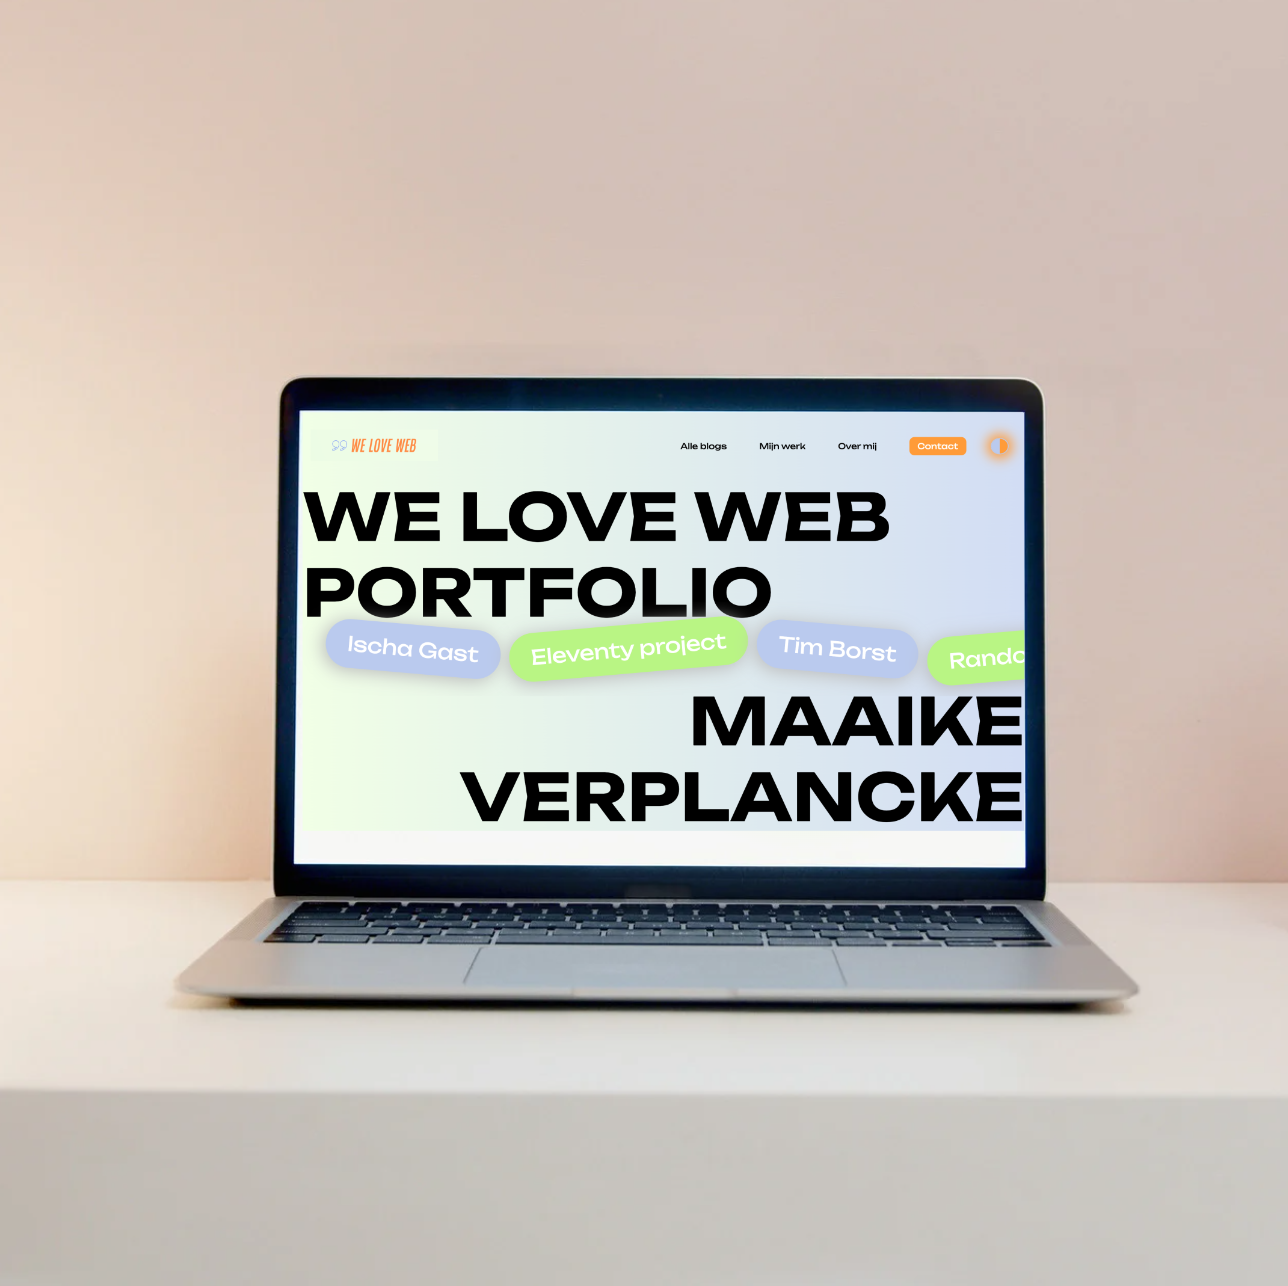 WE LOVE WEB
Alle blogs
Mijn werk
Over mij
Contact
WE LOVE WEB
PORTFOLIO
Ischa Gast
Eleventy project
Tim Borst
Rando
MAAIKE
VERPLANCKE